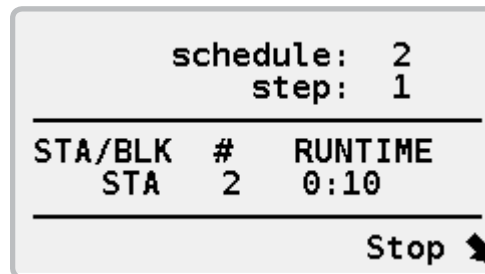 schedule: 2
step: 1
STA/BLK # RUNTIME
STA 2 0:10
Stop